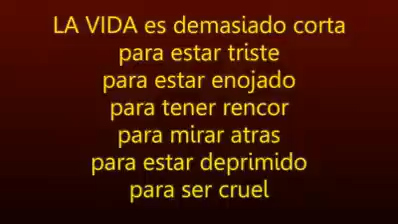 LA VIDA es demasiado corta
para estar triste
para estar enojado
para tener rencor
para mirar atras
para estar deprimido
para ser cruel